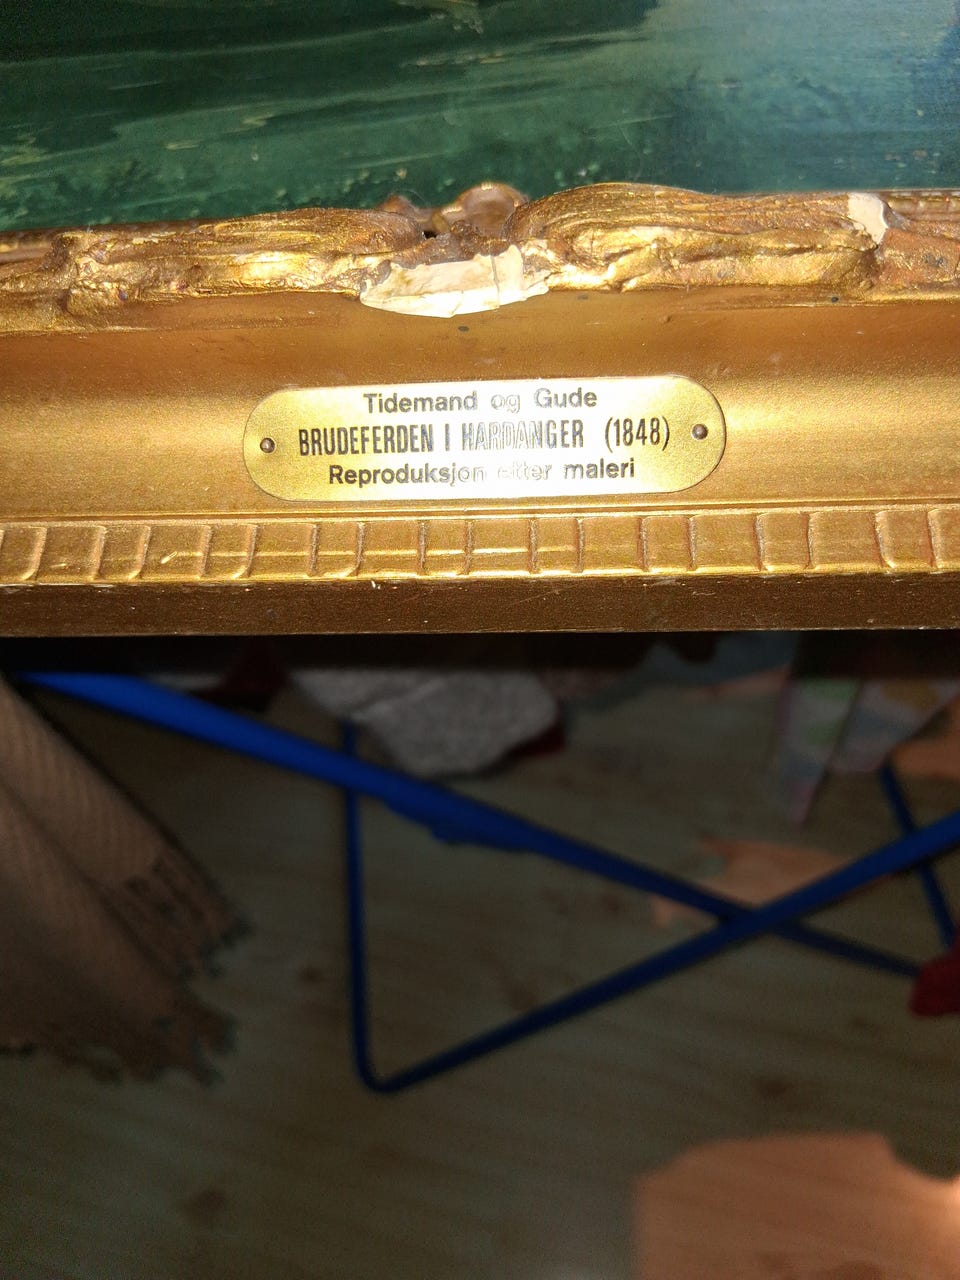 Tidemand og Gude
BRUDEFERDEN I HARDANGER (1848)
Reproduksjon etter maleri